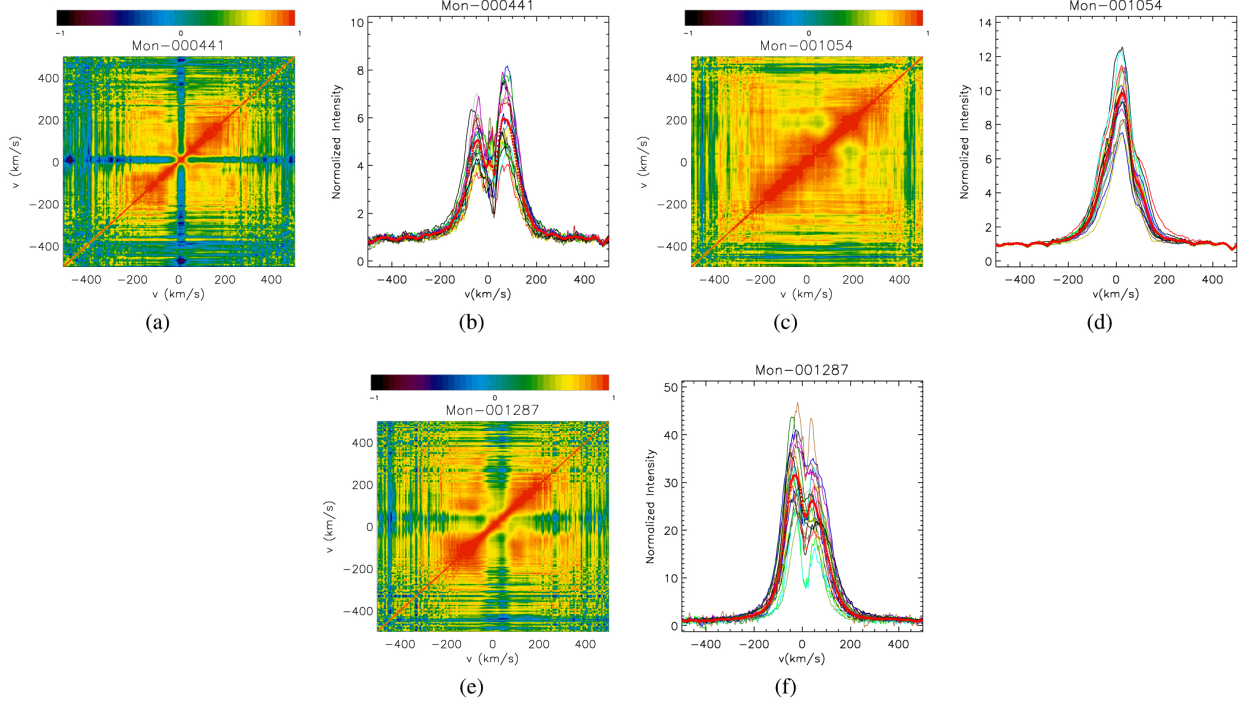 -1 0 1
Mon-000441
400
200
0
-200
-400
v (km/s)
-400 -200 0 200 400
v (km/s)
(a)
Mon-000441
10
8
6
4
2
0
Normalized Intensity
-400 -200 0 200 400
v(km/s)
(b)
-1 0 1
Mon-001054
400
200
0
-200
-400
v (km/s)
-400 -200 0 200 400
v (km/s)
(c)
Mon-001054
14
12
10
8
6
4
2
0
Normalized Intensity
-400 -200 0 200 400
v(km/s)
(d)
-1 0 1
Mon-001287
400
200
0
-200
-400
v (km/s)
-400 -200 0 200 400
v (km/s)
(e)
Mon-001287
50
40
30
20
10
0
Normalized Intensity
-400 -200 0 200 400
v(km/s)
(f)